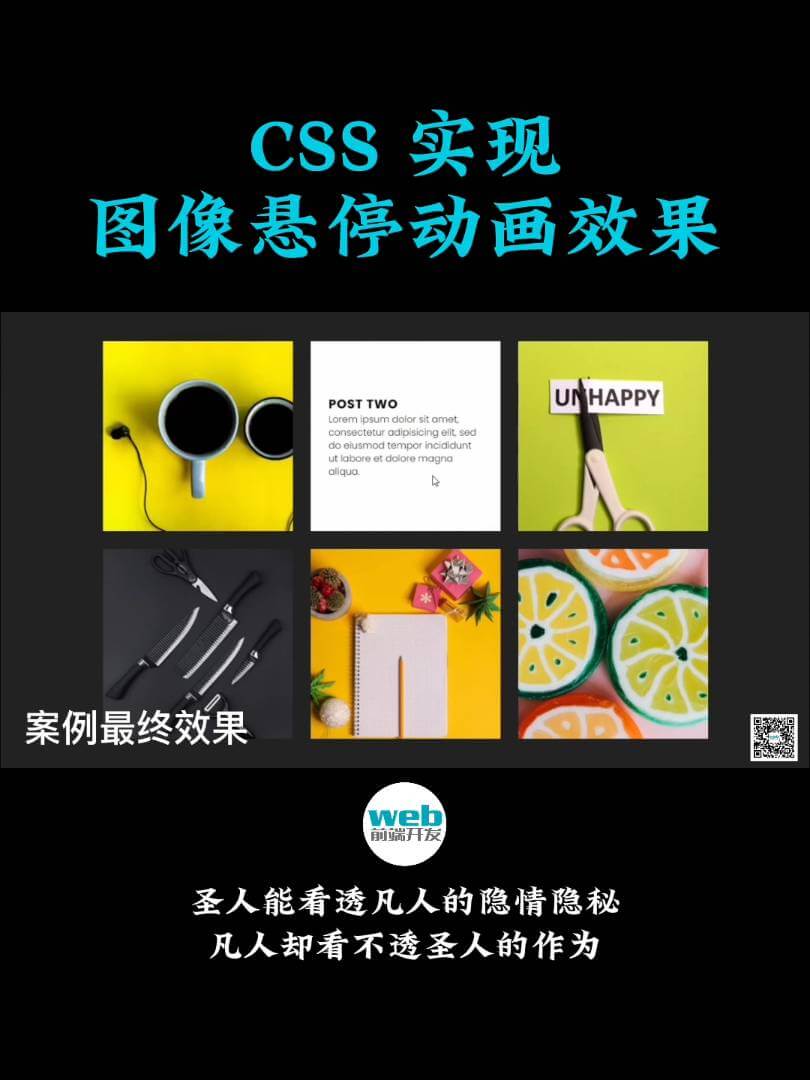 CSS 实现
图像悬停动画效果
POST TWO
Lorem ipsum dolor sit amet,
consectetur adipisicing elit, sed
do eiusmod tempor incididunt
ut labore et dolore magna
aliqua.
UNHAPPY
案例最终效果
web
前端开发
圣人能看透凡人的隐情隐秘
凡人却看不透圣人的作为